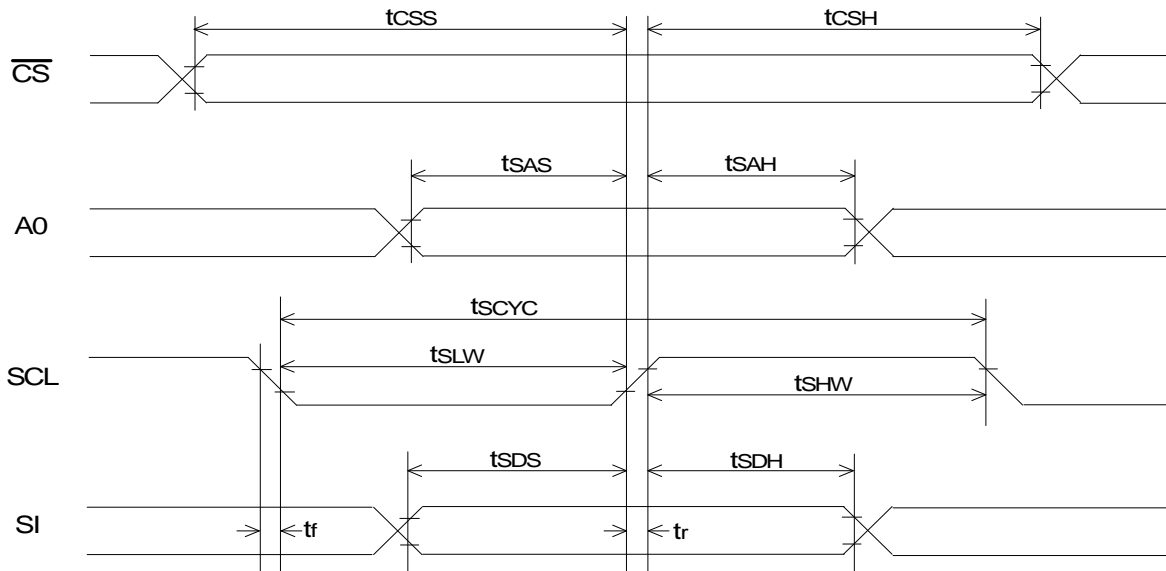 tCSS tCSH
CS
tSAS tSAH
A0
tSCYC
tSLW
SCL
tSHW
tSDS tSDH
SI
tf tr